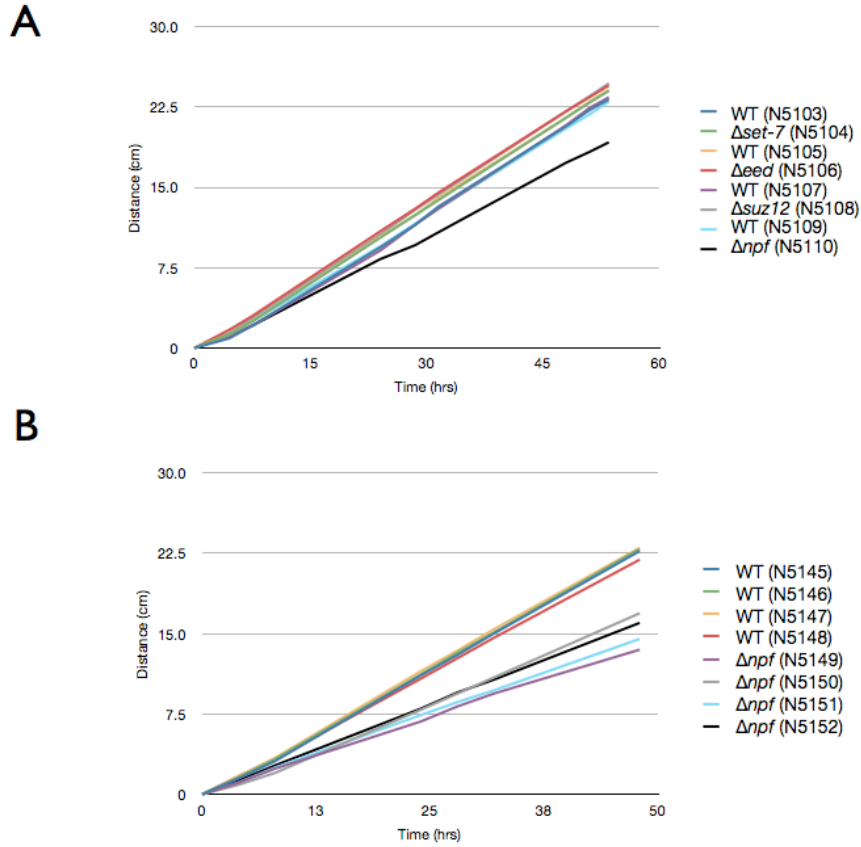 A
30.0
22.5
15.0
7.5
0
Distance (cm)
0 15 30 45 60
Time (hrs)
WT (N5103)
Δset-7 (N5104)
WT (N5105)
Δeed (N5106)
WT (N5107)
Δsuz12 (N5108)
WT (N5109)
Δnpf (N5110)
B
30.0
22.5
15.0
7.5
0
Distance (cm)
0 13 25 38 50
Time (hrs)
WT (N5145)
WT (N5146)
WT (N5147)
WT (N5148)
Δnpf (N5149)
Δnpf (N5150)
Δnpf (N5151)
Δnpf (N5152)